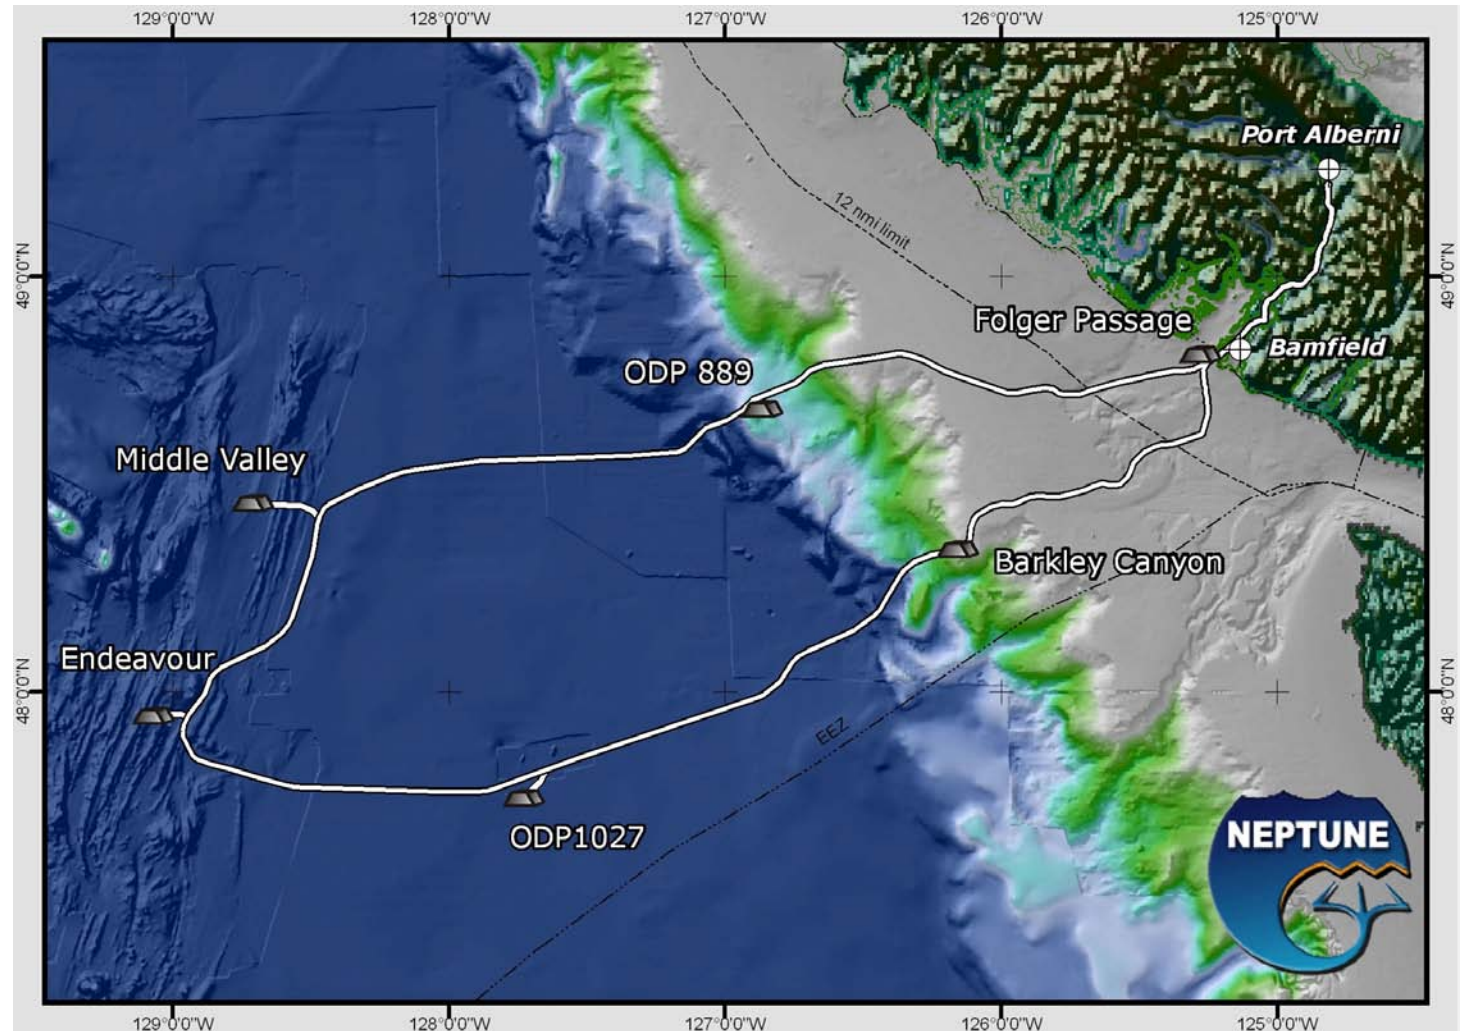 129°0'0"W
128°0'0"W
127°0'0"W
126°0'0"W
125°0'0"W
Port Alberni
12 nmi limit
49°0'0"N
49°0'0"N
Folger Passage
Bamfield
ODP 889
Middle Valley
Barkley Canyon
Endeavour
48°0'0"N
48°0'0"N
EEZ
ODP1027
NEPTUNE
129°0'0"W
128°0'0"W
127°0'0"W
126°0'0"W
125°0'0"W